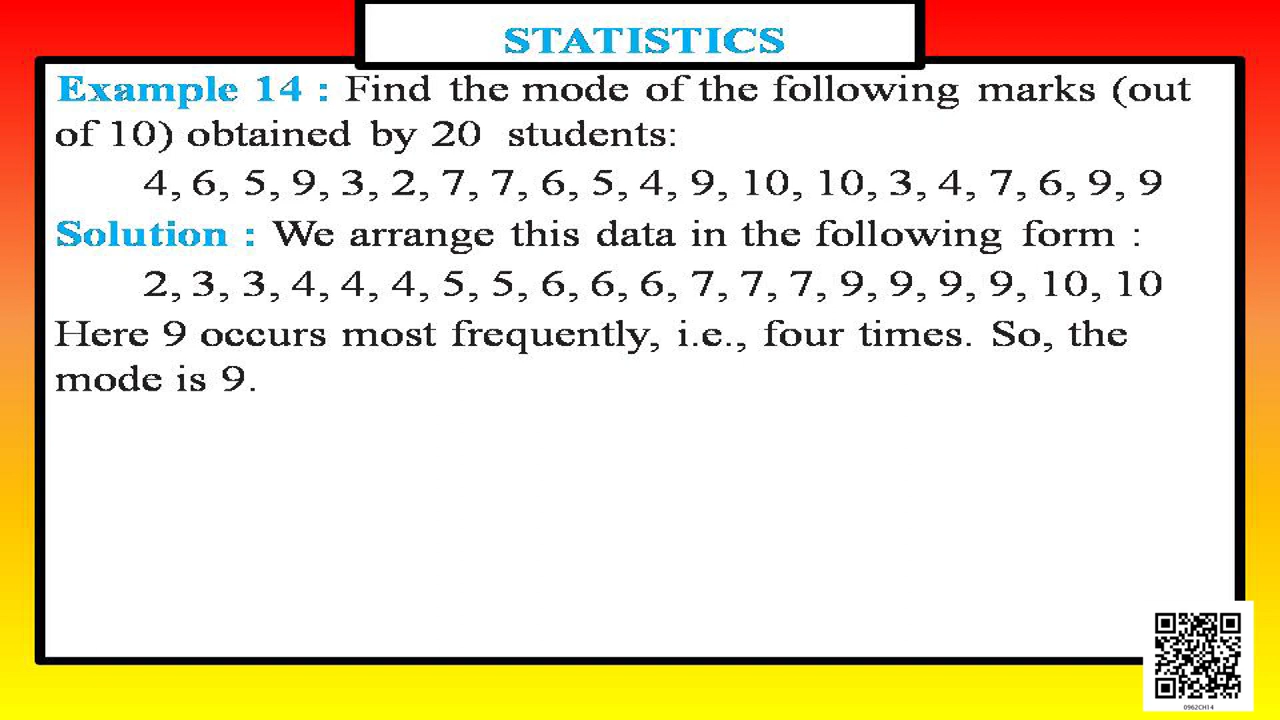 STATISTICS
Example 14 : Find the mode of the following marks (out
of 10) obtained by 20 students:
4, 6, 5, 9, 3, 2, 7, 7, 6, 5, 4, 9, 10, 10, 3, 4, 7, 6, 9, 9
Solution : We arrange this data in the following form :
2, 3, 3, 4, 4, 4, 5, 5, 6, 6, 6, 7, 7, 7, 9, 9, 9, 9, 10, 10
Here 9 occurs most frequently, i.e., four times. So, the
mode is 9.
0962CH14